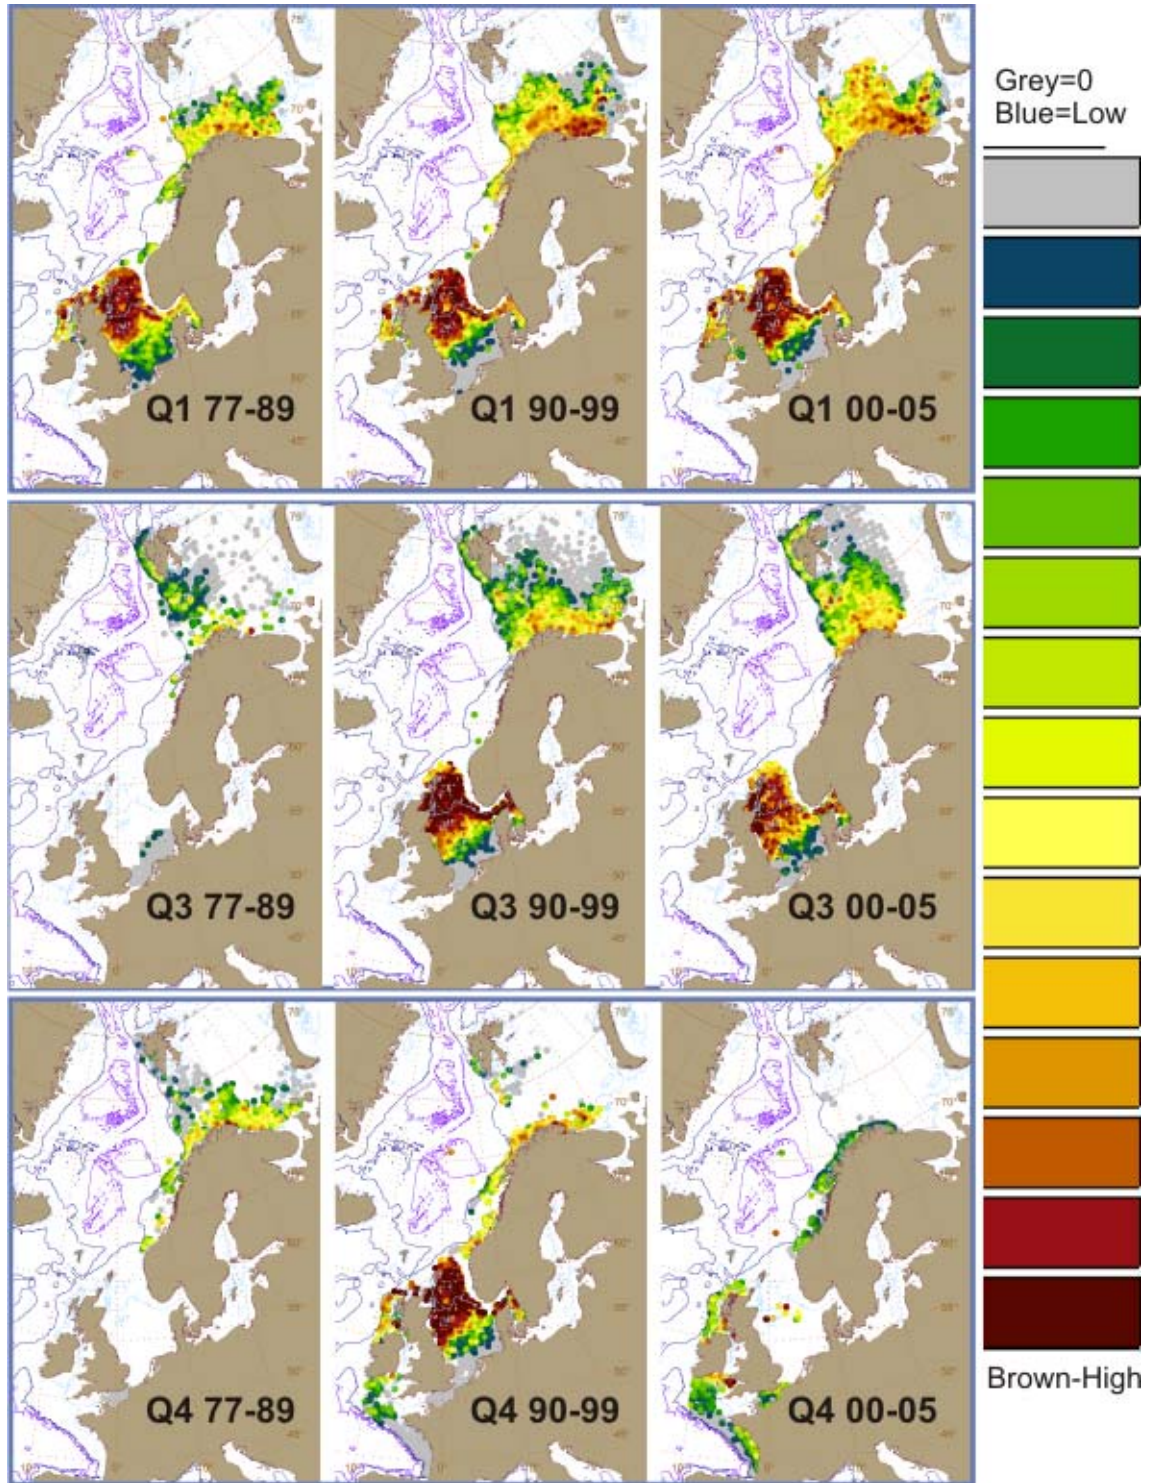 Grey=0
Blue=Low
Q1 77-89
Q1 90-99
Q1 00-05
Q3 77-89
Q3 90-99
Q3 00-05
Q4 77-89
Q4 90-99
Q4 00-05
Brown-High